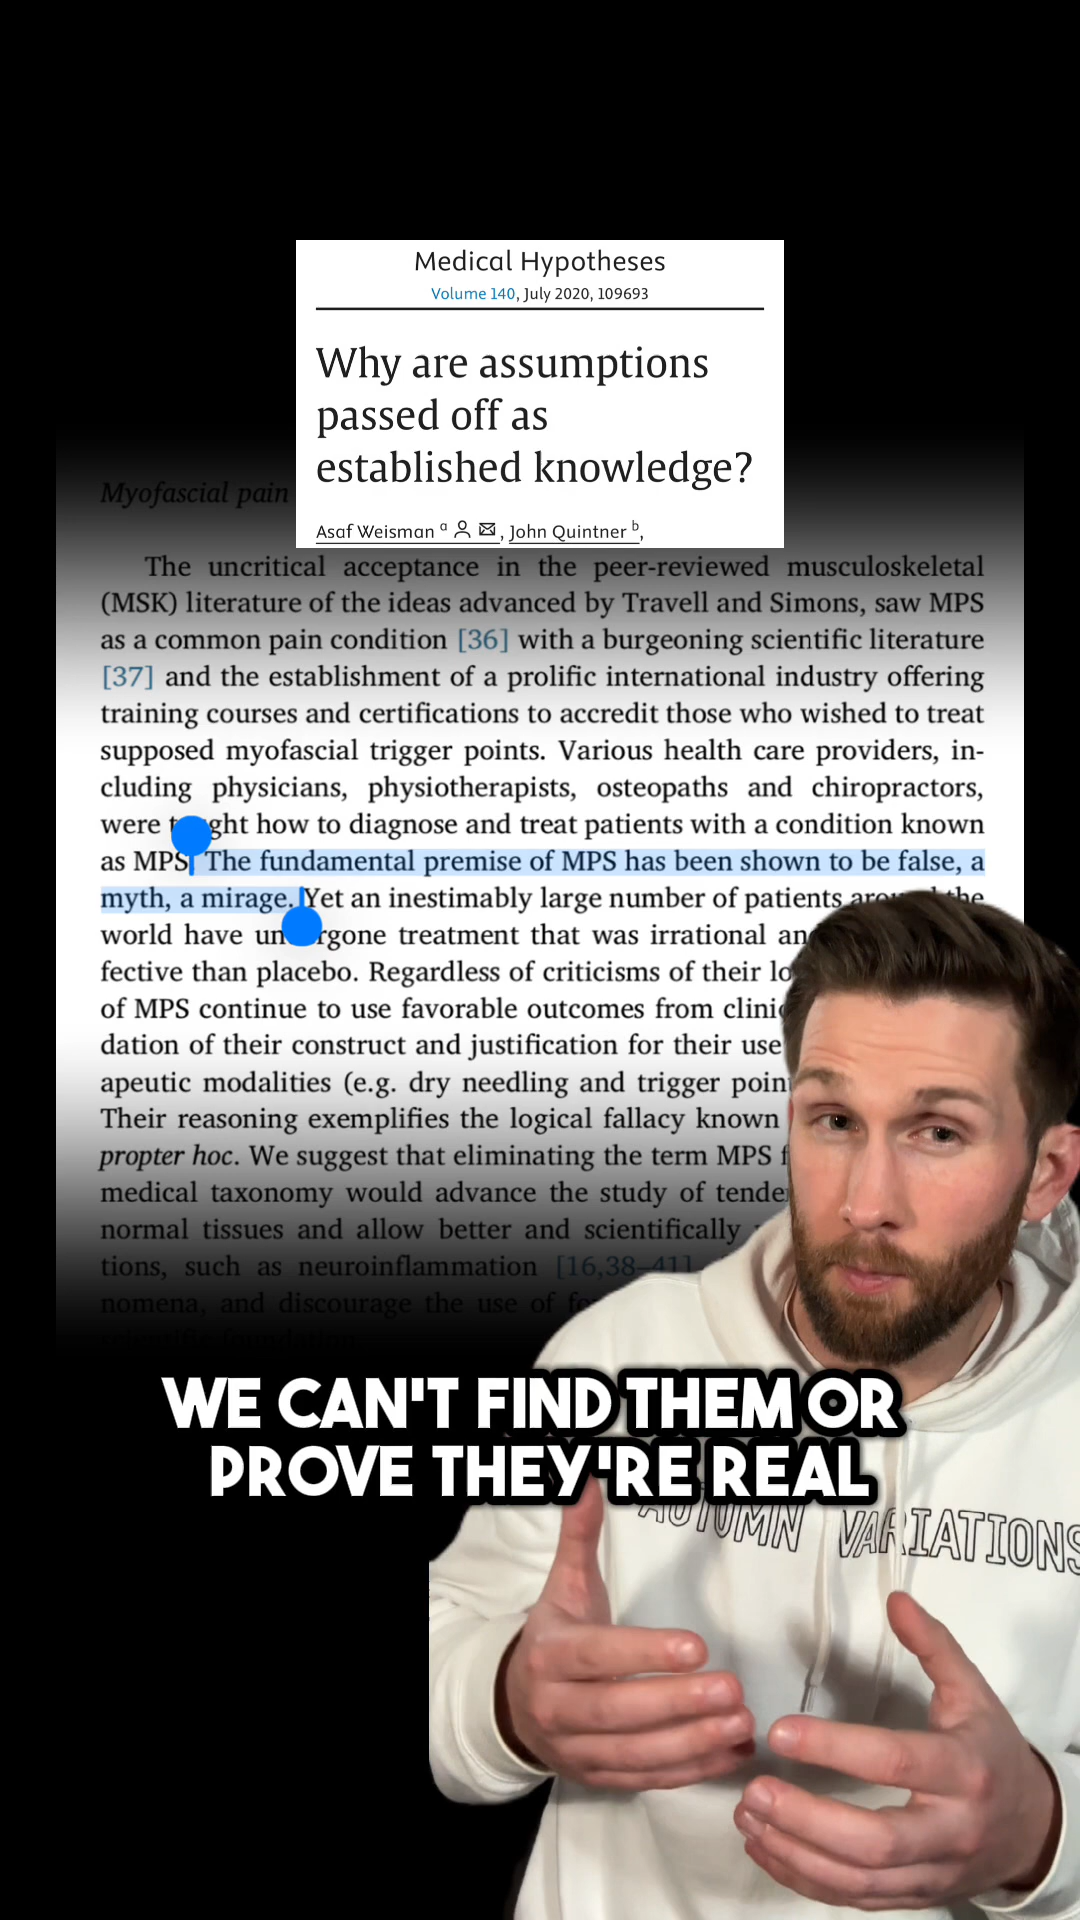 Medical Hypotheses
Volume 140, July 2020, 109693
Why are assumptions
passed off as
established knowledge?
Asaf Weisman a, John Quintner b,
Myofascial pain
The uncritical acceptance in the peer-reviewed musculoskeletal
(MSK) literature of the ideas advanced by Travell and Simons, saw MPS
as a common pain condition [36] with a burgeoning scientific literature
[37] and the establishment of a prolific international industry offering
training courses and certifications to accredit those who wished to treat
supposed myofascial trigger points. Various health care providers, in-
cluding physicians, physiotherapists, osteopaths and chiropractors,
were ght how to diagnose and treat patients with a condition known
as MPS. The fundamental premise of MPS has been shown to be false, a
myth, a mirage. Yet an inestimably large number of patients around the
world have undergone treatment that was irrational
fective than placebo. Regardless of criticisms of their
of MPS continue to use favorable outcomes from
dation of their construct and justification for their use
apeutic modalities (e.g. dry needling and trigger
Their reasoning exemplifies the logical fallacy known
propter hoc. We suggest that eliminating the term MPS
medical taxonomy would advance the study of
normal tissues and allow better and scientifically
tions, such as neuroinflammation [16,38–41]
nomena, and discourage the use of
scientific foundation.
WE CAN'T FIND THEM OR
PROVE THEY'RE REAL
AUTUMN VARIATIONS